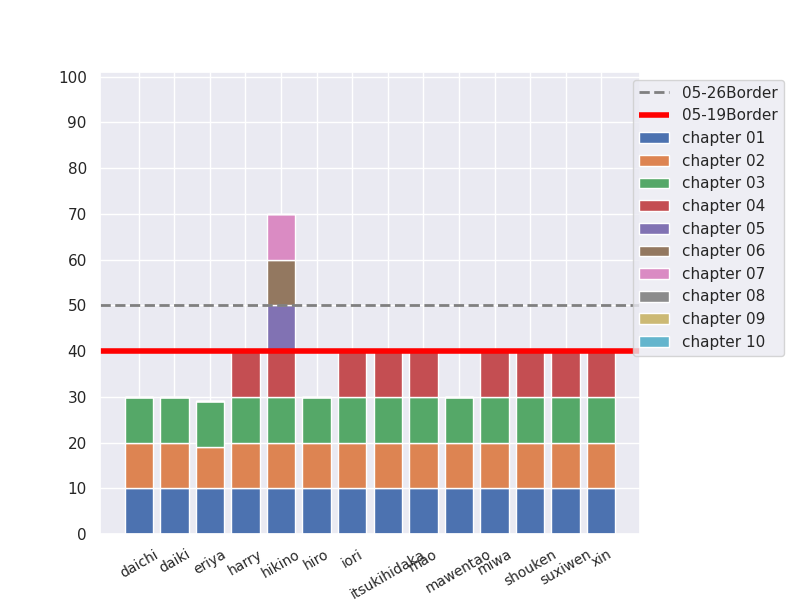 100
90
80
70
60
50
40
30
20
10
0
daichi
daiki
eriya
harry
hikino
hiro
iori
itsukihidaka
mao
mawentao
miwa
shouken
suxiwen
xin
05-26Border
05-19Border
chapter 01
chapter 02
chapter 03
chapter 04
chapter 05
chapter 06
chapter 07
chapter 08
chapter 09
chapter 10